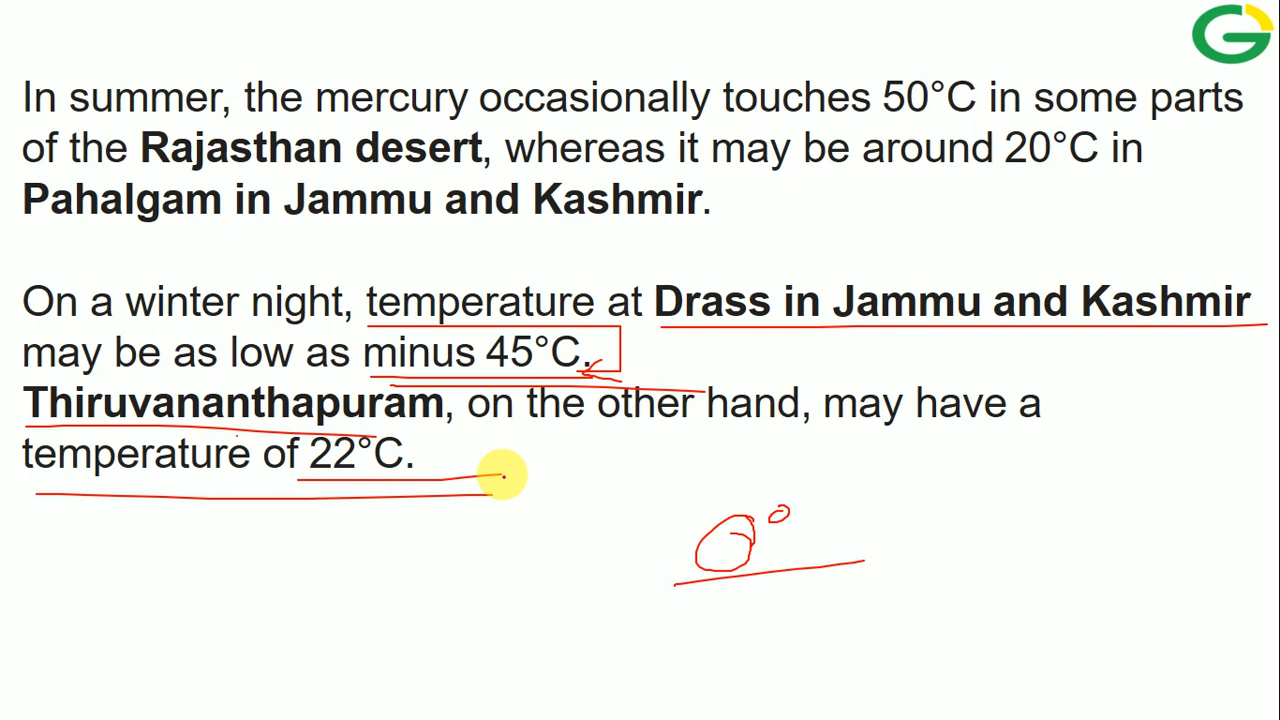 In summer, the mercury occasionally touches 50°C in some parts
of the Rajasthan desert, whereas it may be around 20°C in
Pahalgam in Jammu and Kashmir.
On a winter night, temperature at Drass in Jammu and Kashmir
may be as low as minus 45°C.
Thiruvananthapuram, on the other hand, may have a
temperature of 22°C.
0°